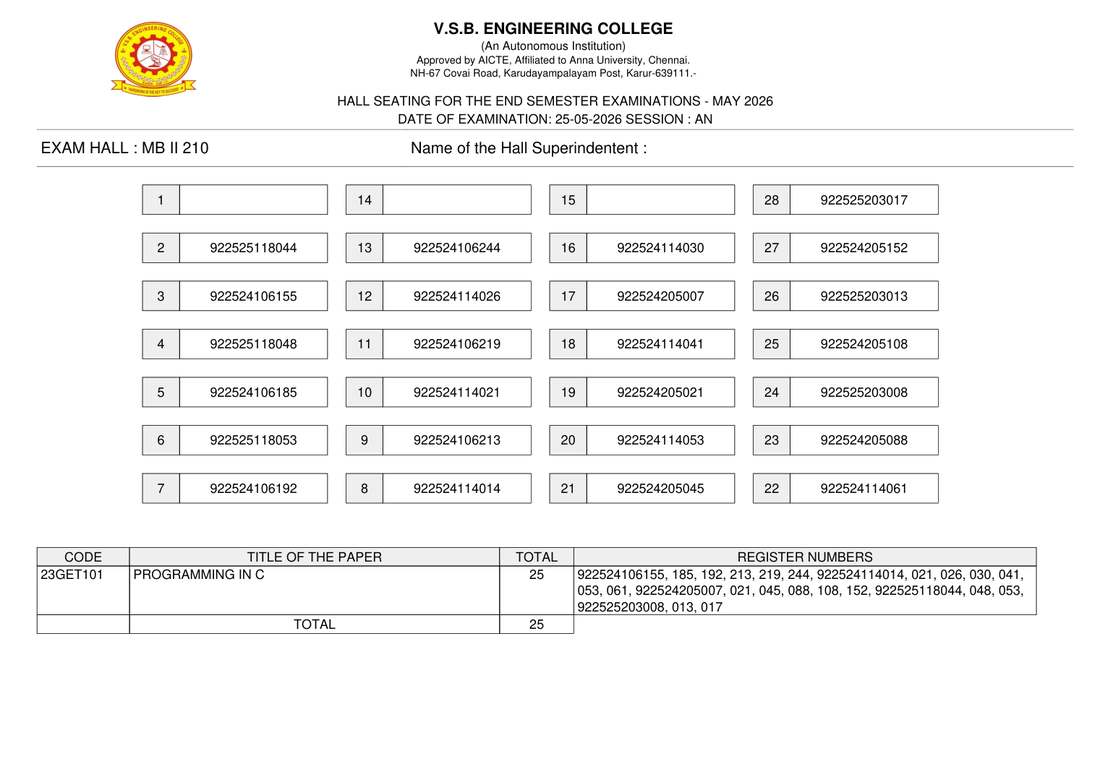 V.S.B. ENGINEERING COLLEGE
(An Autonomous Institution)
Approved by AICTE, Affiliated to Anna University, Chennai.
NH-67 Covai Road, Karudayampalayam Post, Karur-639111.-
HALL SEATING FOR THE END SEMESTER EXAMINATIONS - MAY 2026
DATE OF EXAMINATION: 25-05-2026 SESSION : AN
EXAM HALL : MB II 210 Name of the Hall Superindentent :
1 14 15 28 922525203017
2 922525118044 13 922524106244 16 922524114030 27 922524205152
3 922524106155 12 922524114026 17 922524205007 26 922525203013
4 922525118048 11 922524106219 18 922524114041 25 922524205108
5 922524106185 10 922524114021 19 922524205021 24 922525203008
6 922525118053 9 922524106213 20 922524114053 23 922524205088
7 922524106192 8 922524114014 21 922524205045 22 922524114061
CODE TITLE OF THE PAPER TOTAL REGISTER NUMBERS
23GET101 PROGRAMMING IN C 25 922524106155, 185, 192, 213, 219, 244, 922524114014, 021, 026, 030, 041,
053, 061, 922524205007, 021, 045, 088, 108, 152, 922525118044, 048, 053,
922525203008, 013, 017
TOTAL 25